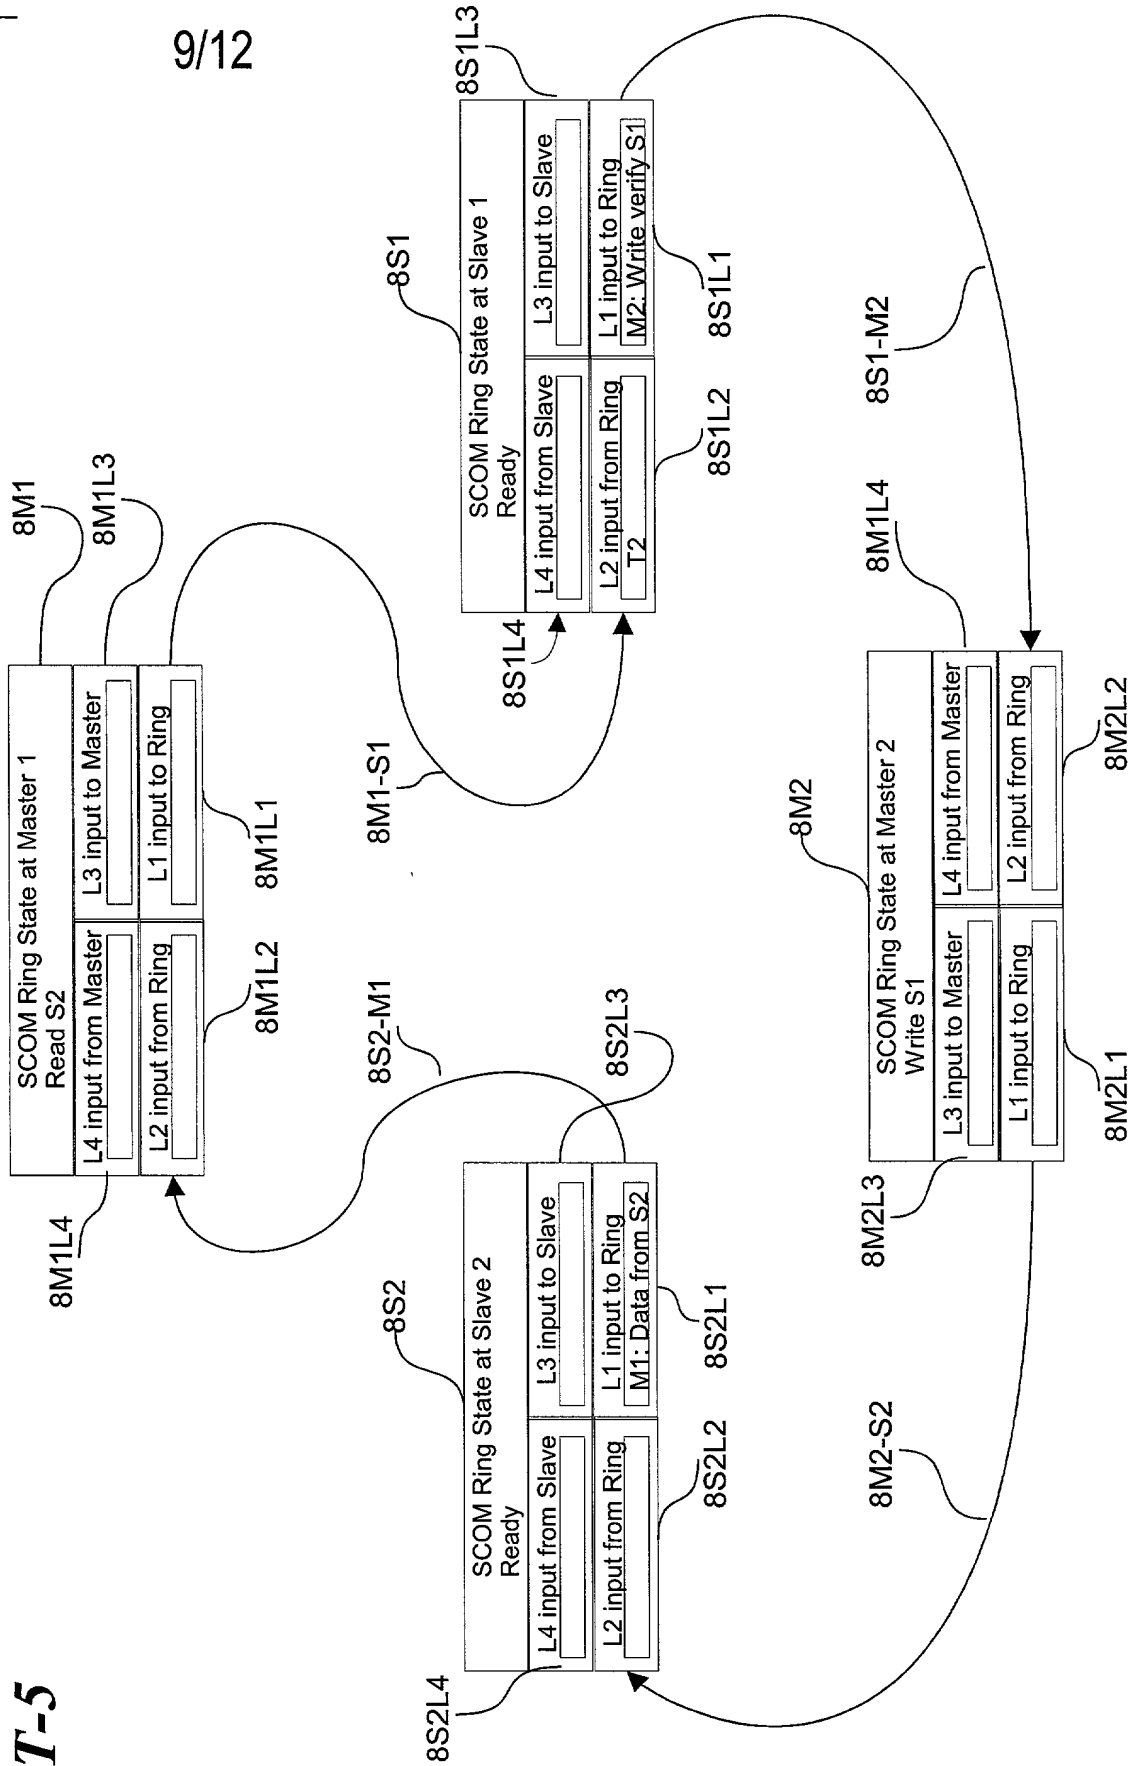 T-5
9/12
SCOM Ring State at Master 1
Read S2
L4 input from Master
L3 input to Master
L2 input from Ring
L1 input to Ring
8M1
8M1L3
8M1L4
8M1L2
8M1L1
8S2-M1
8M1-S1
SCOM Ring State at Slave 2
Ready
L4 input from Slave
L3 input to Slave
L2 input from Ring
L1 input to Ring
M1: Data from S2
8S2
8S2L4
8S2L3
8S2L2
8S2L1
SCOM Ring State at Slave 1
Ready
L4 input from Slave
L3 input to Slave
L2 input from Ring
T2
L1 input to Ring
M2: Write verify S1
8S1
8S1L3
8S1L4
8S1L2
8S1L1
8M2-S2
8S1-M2
SCOM Ring State at Master 2
Write S1
L3 input to Master
L4 input from Master
L1 input to Ring
L2 input from Ring
8M2
8M2L3
8M1L4
8M2L1
8M2L2